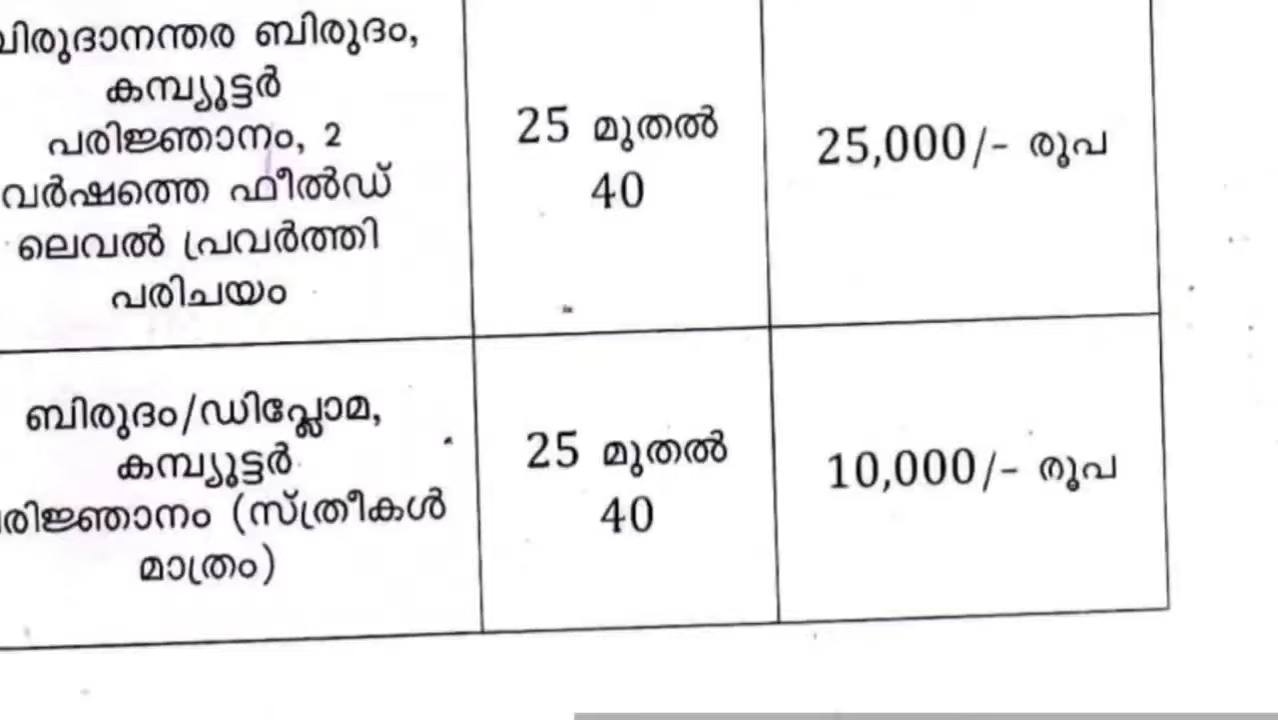 ബിരുദാനന്തര ബിരുദം,
കമ്പ്യൂട്ടർ
പരിജ്ഞാനം, 2
വർഷത്തെ ഫീൽഡ്
ലെവൽ പ്രവർത്തി
പരിചയം
25 മുതൽ
40
25,000/- രൂപ
ബിരുദം/ഡിപ്ലോമ,
കമ്പ്യൂട്ടർ
രിജ്ഞാനം (സ്ത്രീകൾ
മാത്രം)
25 മുതൽ
40
10,000/- രൂപ